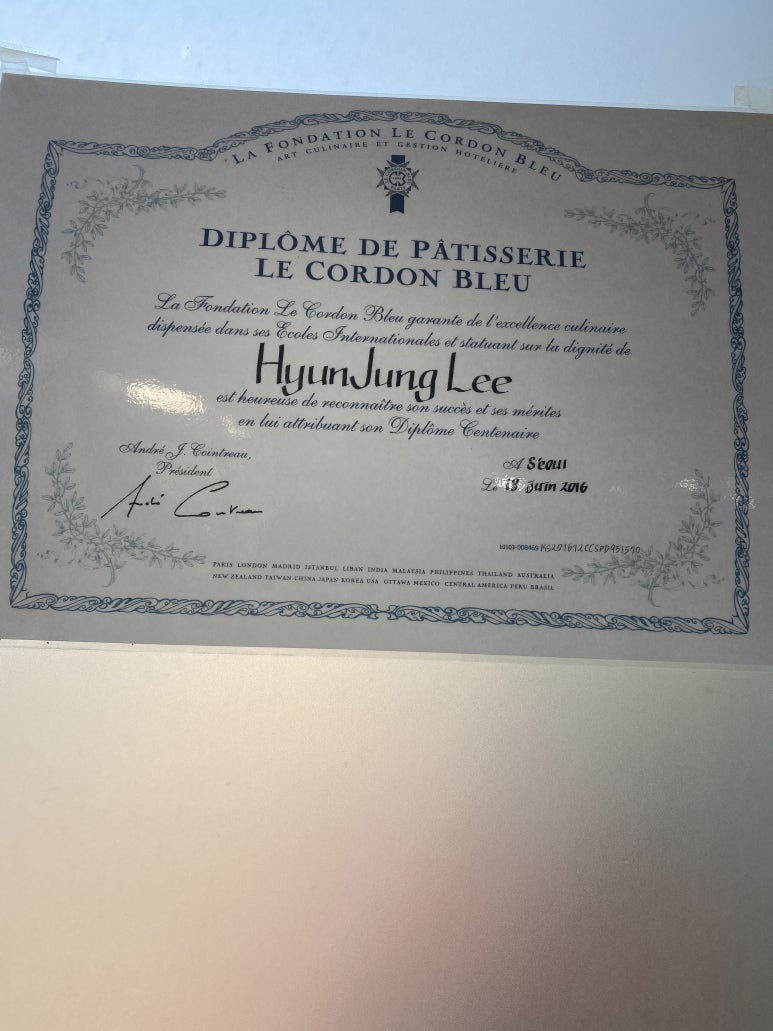 LA FONDATION LE CORDON BLEU
ART CULINAIRE ET GESTION HOTELIERE
DIPLÔME DE PÂTISSERIE
LE CORDON BLEU
La Fondation Le Cordon Bleu garante de l'excellence culinaire
dispensée dans ses Ecoles Internationales et statuant sur la dignité de
HyunJung Lee
est heureuse de reconnaître son succès et ses mérites
en lui attribuant son Diplôme Centenaire
André J. Cointreau,
Président
A Séoul
Le Juin 2016
10103-008469
PARIS LONDON MADRID ISTANBUL LIBAN INDIA MALAYSIA PHILIPPINES THAILAND AUSTRALIA
NEW ZEALAND TAIWAN CHINA JAPAN KOREA USA OTTAWA MEXICO CENTRAL AMERICA PERU BRASIL